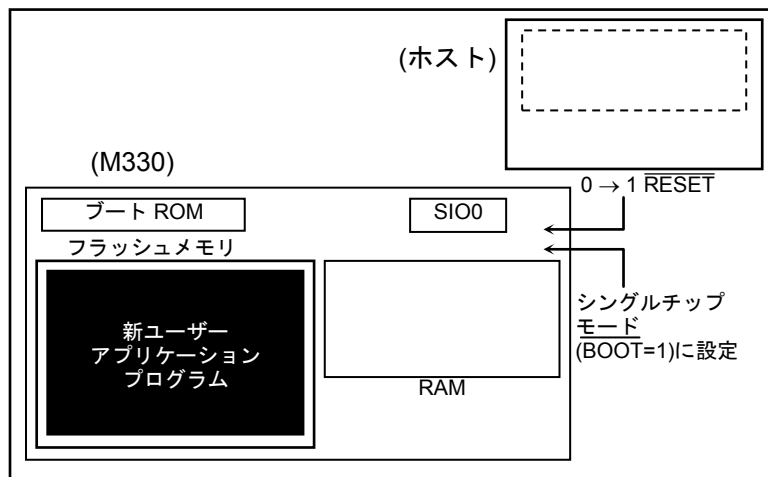 (ホスト)
(M330)
0 → 1 RESET
ブート ROM
SIO0
フラッシュメモリ
新ユーザー
アプリケーション
プログラム
RAM
シングルチップ
モード
(BOOT=1)に設定